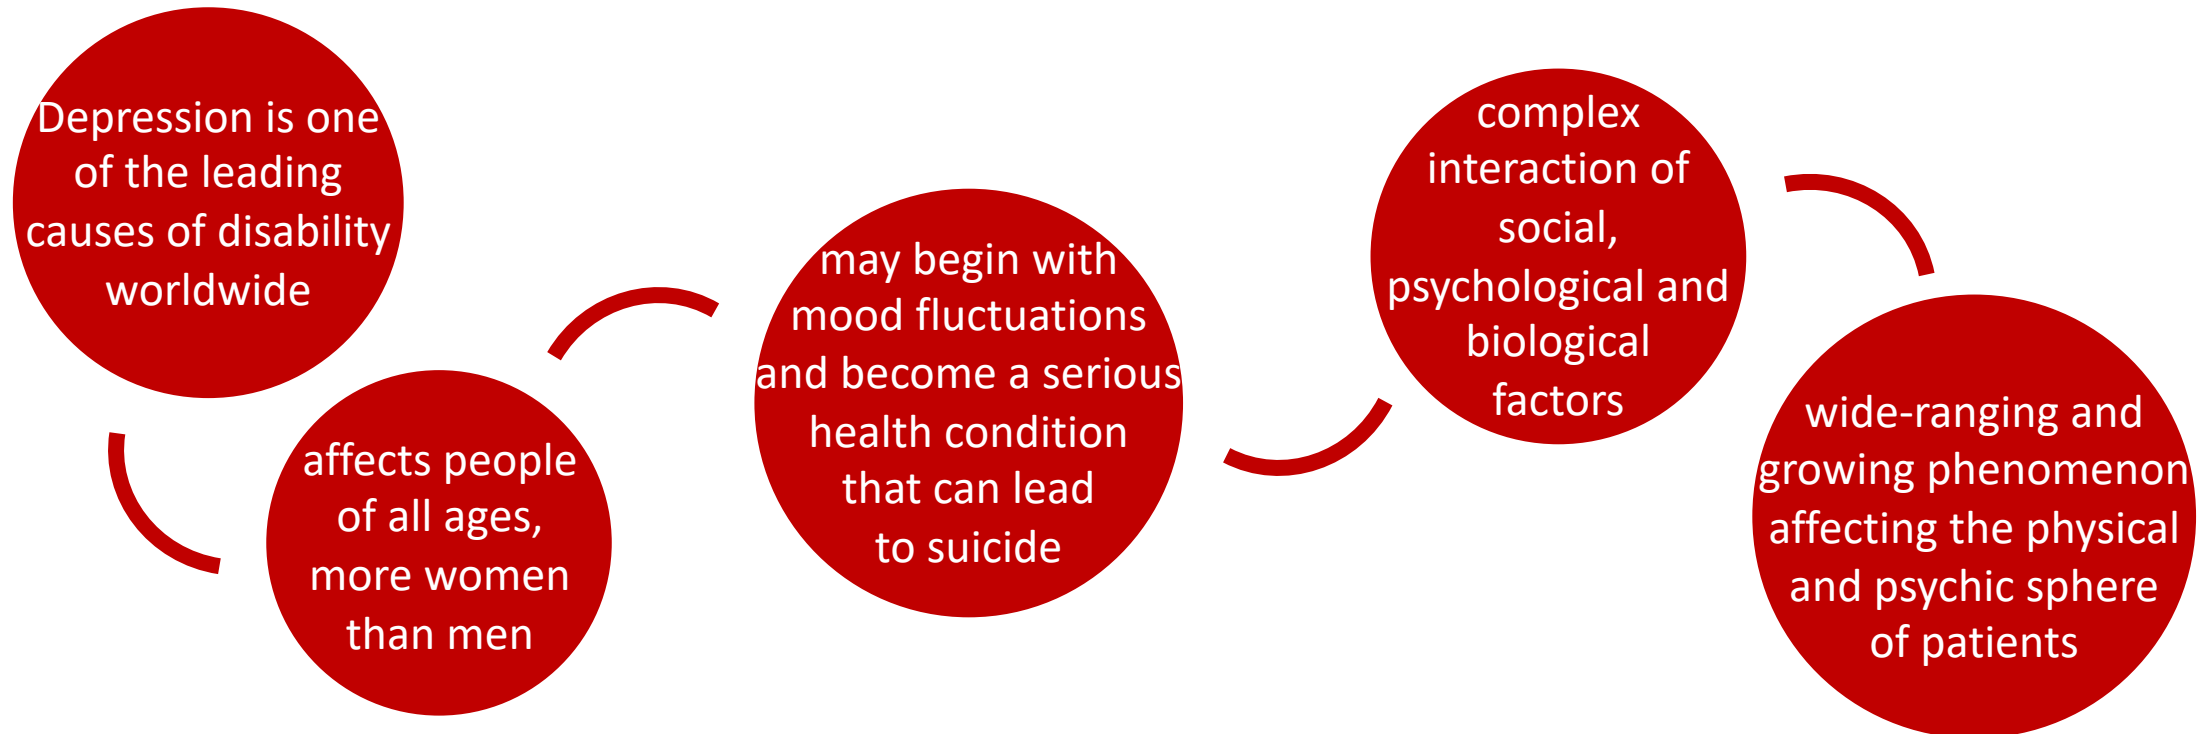 Depression is one
of the leading
causes of disability
worldwide
affects people
of all ages,
more women
than men
may begin with
mood fluctuations
and become a serious
health condition
that can lead
to suicide
complex
interaction of
social,
psychological and
biological
factors
wide-ranging and
growing phenomenon
affecting the physical
and psychic sphere
of patients